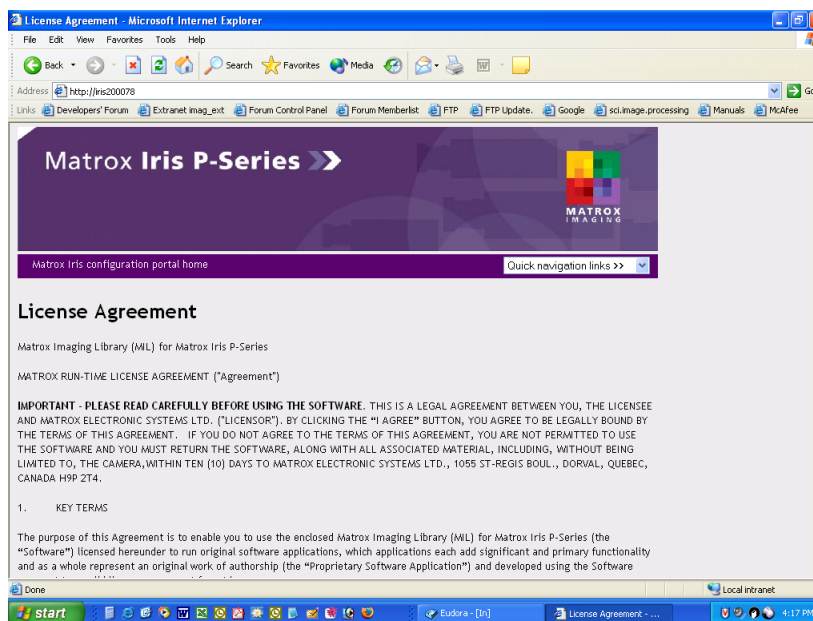 License Agreement - Microsoft Internet Explorer
File Edit View Favorites Tools Help
Back Search Favorites Media
Address http://iris200078 Go
Links Developers' Forum Extranet imag_ext Forum Control Panel Forum Memberlist FTP FTP Update. Google sci.image.processing Manuals McAfee
Matrox Iris P-Series
MATROX
IMAGING
Matrox Iris configuration portal home Quick navigation links >>
License Agreement
Matrox Imaging Library (MIL) for Matrox Iris P-Series
MATROX RUN-TIME LICENSE AGREEMENT ("Agreement")
IMPORTANT - PLEASE READ CAREFULLY BEFORE USING THE SOFTWARE. THIS IS A LEGAL AGREEMENT BETWEEN YOU, THE LICENSEE
AND MATROX ELECTRONIC SYSTEMS LTD. ("LICENSOR"). BY CLICKING THE “I AGREE” BUTTON, YOU AGREE TO BE LEGALLY BOUND BY
THE TERMS OF THIS AGREEMENT. IF YOU DO NOT AGREE TO THE TERMS OF THIS AGREEMENT, YOU ARE NOT PERMITTED TO USE
THE SOFTWARE AND YOU MUST RETURN THE SOFTWARE, ALONG WITH ALL ASSOCIATED MATERIAL, INCLUDING, WITHOUT BEING
LIMITED TO, THE CAMERA,WITHIN TEN (10) DAYS TO MATROX ELECTRONIC SYSTEMS LTD., 1055 ST-REGIS BOUL., DORVAL, QUEBEC,
CANADA H9P 2T4.
1. KEY TERMS
The purpose of this Agreement is to enable you to use the enclosed Matrox Imaging Library (MIL) for Matrox Iris P-Series (the
“Software”) licensed hereunder to run original software applications, which applications each add significant and primary functionality
and as a whole represent an original work of authorship (the “Proprietary Software Application”) and developed using the Software
Done Local intranet
start Eudora - [In] License Agreement - ... 4:17 PM